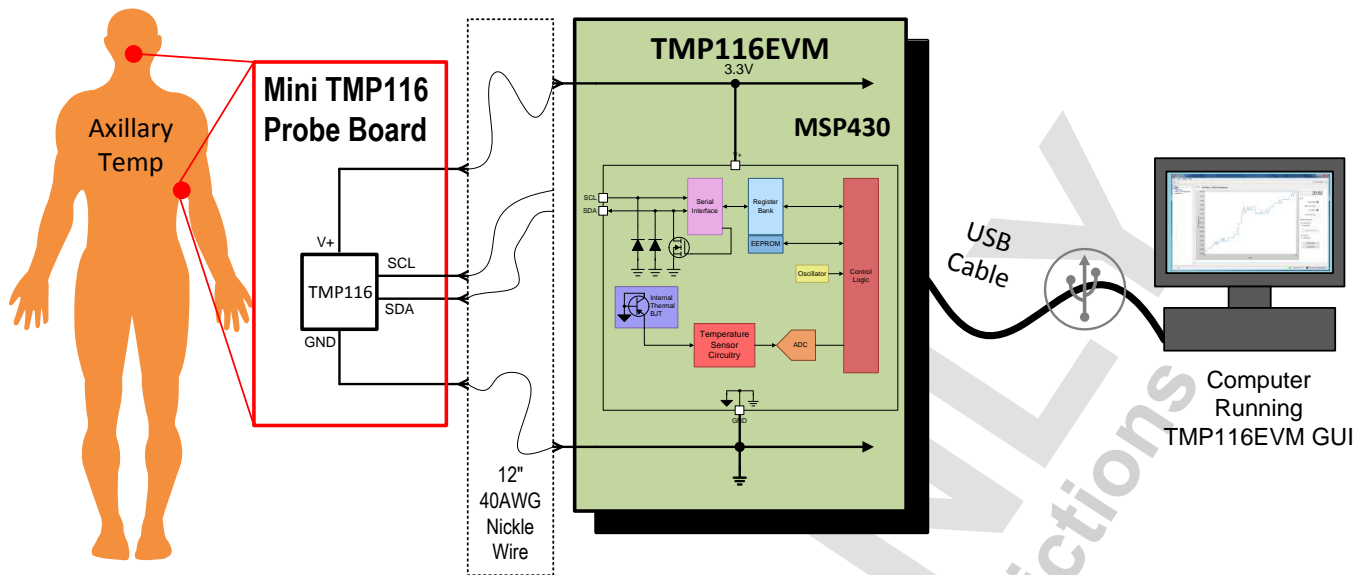 Axillary
Temp
Mini TMP116
Probe Board
V+
SCL
TMP116
SDA
GND
12"
40AWG
Nickle
Wire
TMP116EVM
3.3V
MSP430
V+
SCL
SDA
Serial
Interface
Register
Bank
EEPROM
Oscillator
Control
Logic
Internal
Thermal
BJT
Temperature
Sensor
Circuitry
ADC
GND
USB
Cable
Computer
Running
TMP116EVM GUI